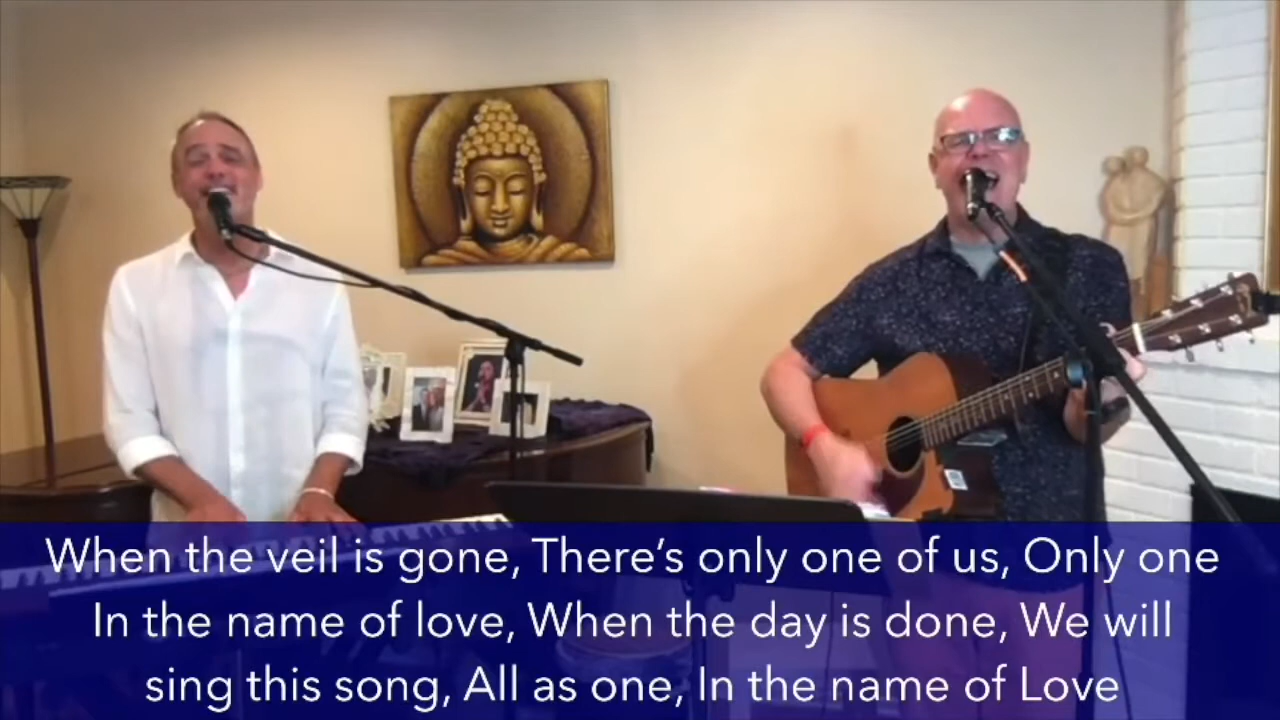 When the veil is gone, There's only one of us, Only one
In the name of love, When the day is done, We will
sing this song, All as one, In the name of Love